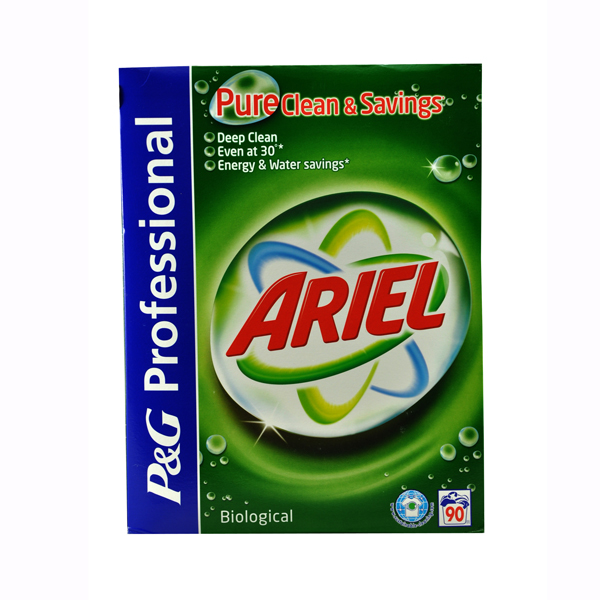 P&G Professional
Pure Clean & Savings
Deep Clean
Even at 30°*
Energy & Water savings*
ARIEL
Biological
90